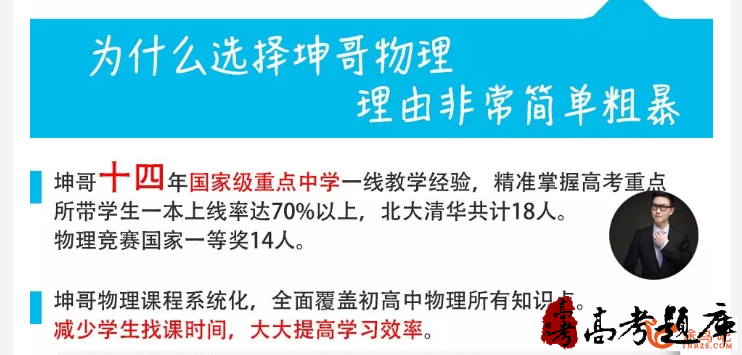 为什么选择坤哥物理
理由非常简单粗暴
坤哥十四年国家级重点中学一线教学经验，精准掌握高考重点
所带学生一本上线率达70%以上，北大清华共计18人。
物理竞赛国家一等奖14人。
坤哥物理课程系统化，全面覆盖初高中物理所有知识点。
减少学生找课时间，大大提高学习效率。
高考
高考题库
TNBZS.COM